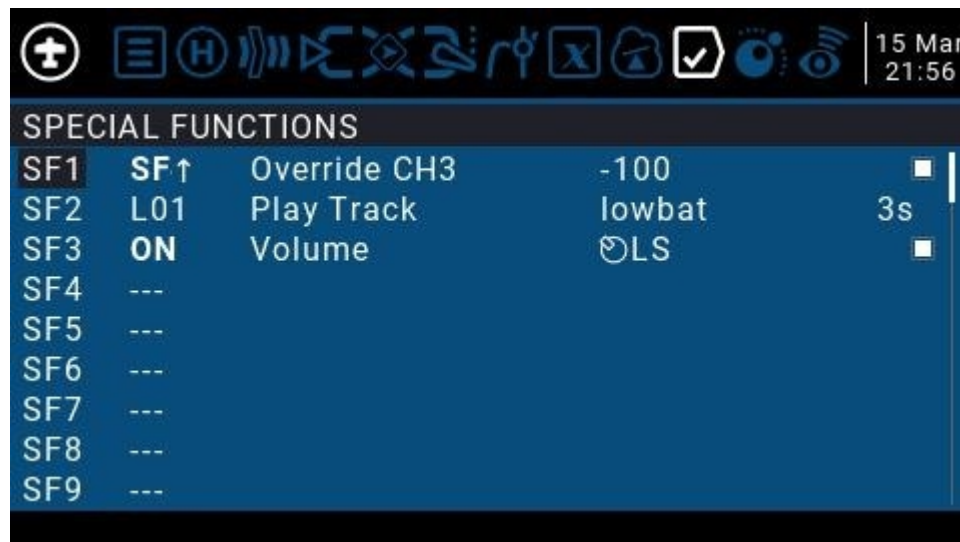 15 Mar
21:56
SPECIAL FUNCTIONS
SF1 SF↑ Override CH3 -100
SF2 L01 Play Track lowbat 3s
SF3 ON Volume LS
SF4 ---
SF5 ---
SF6 ---
SF7 ---
SF8 ---
SF9 ---